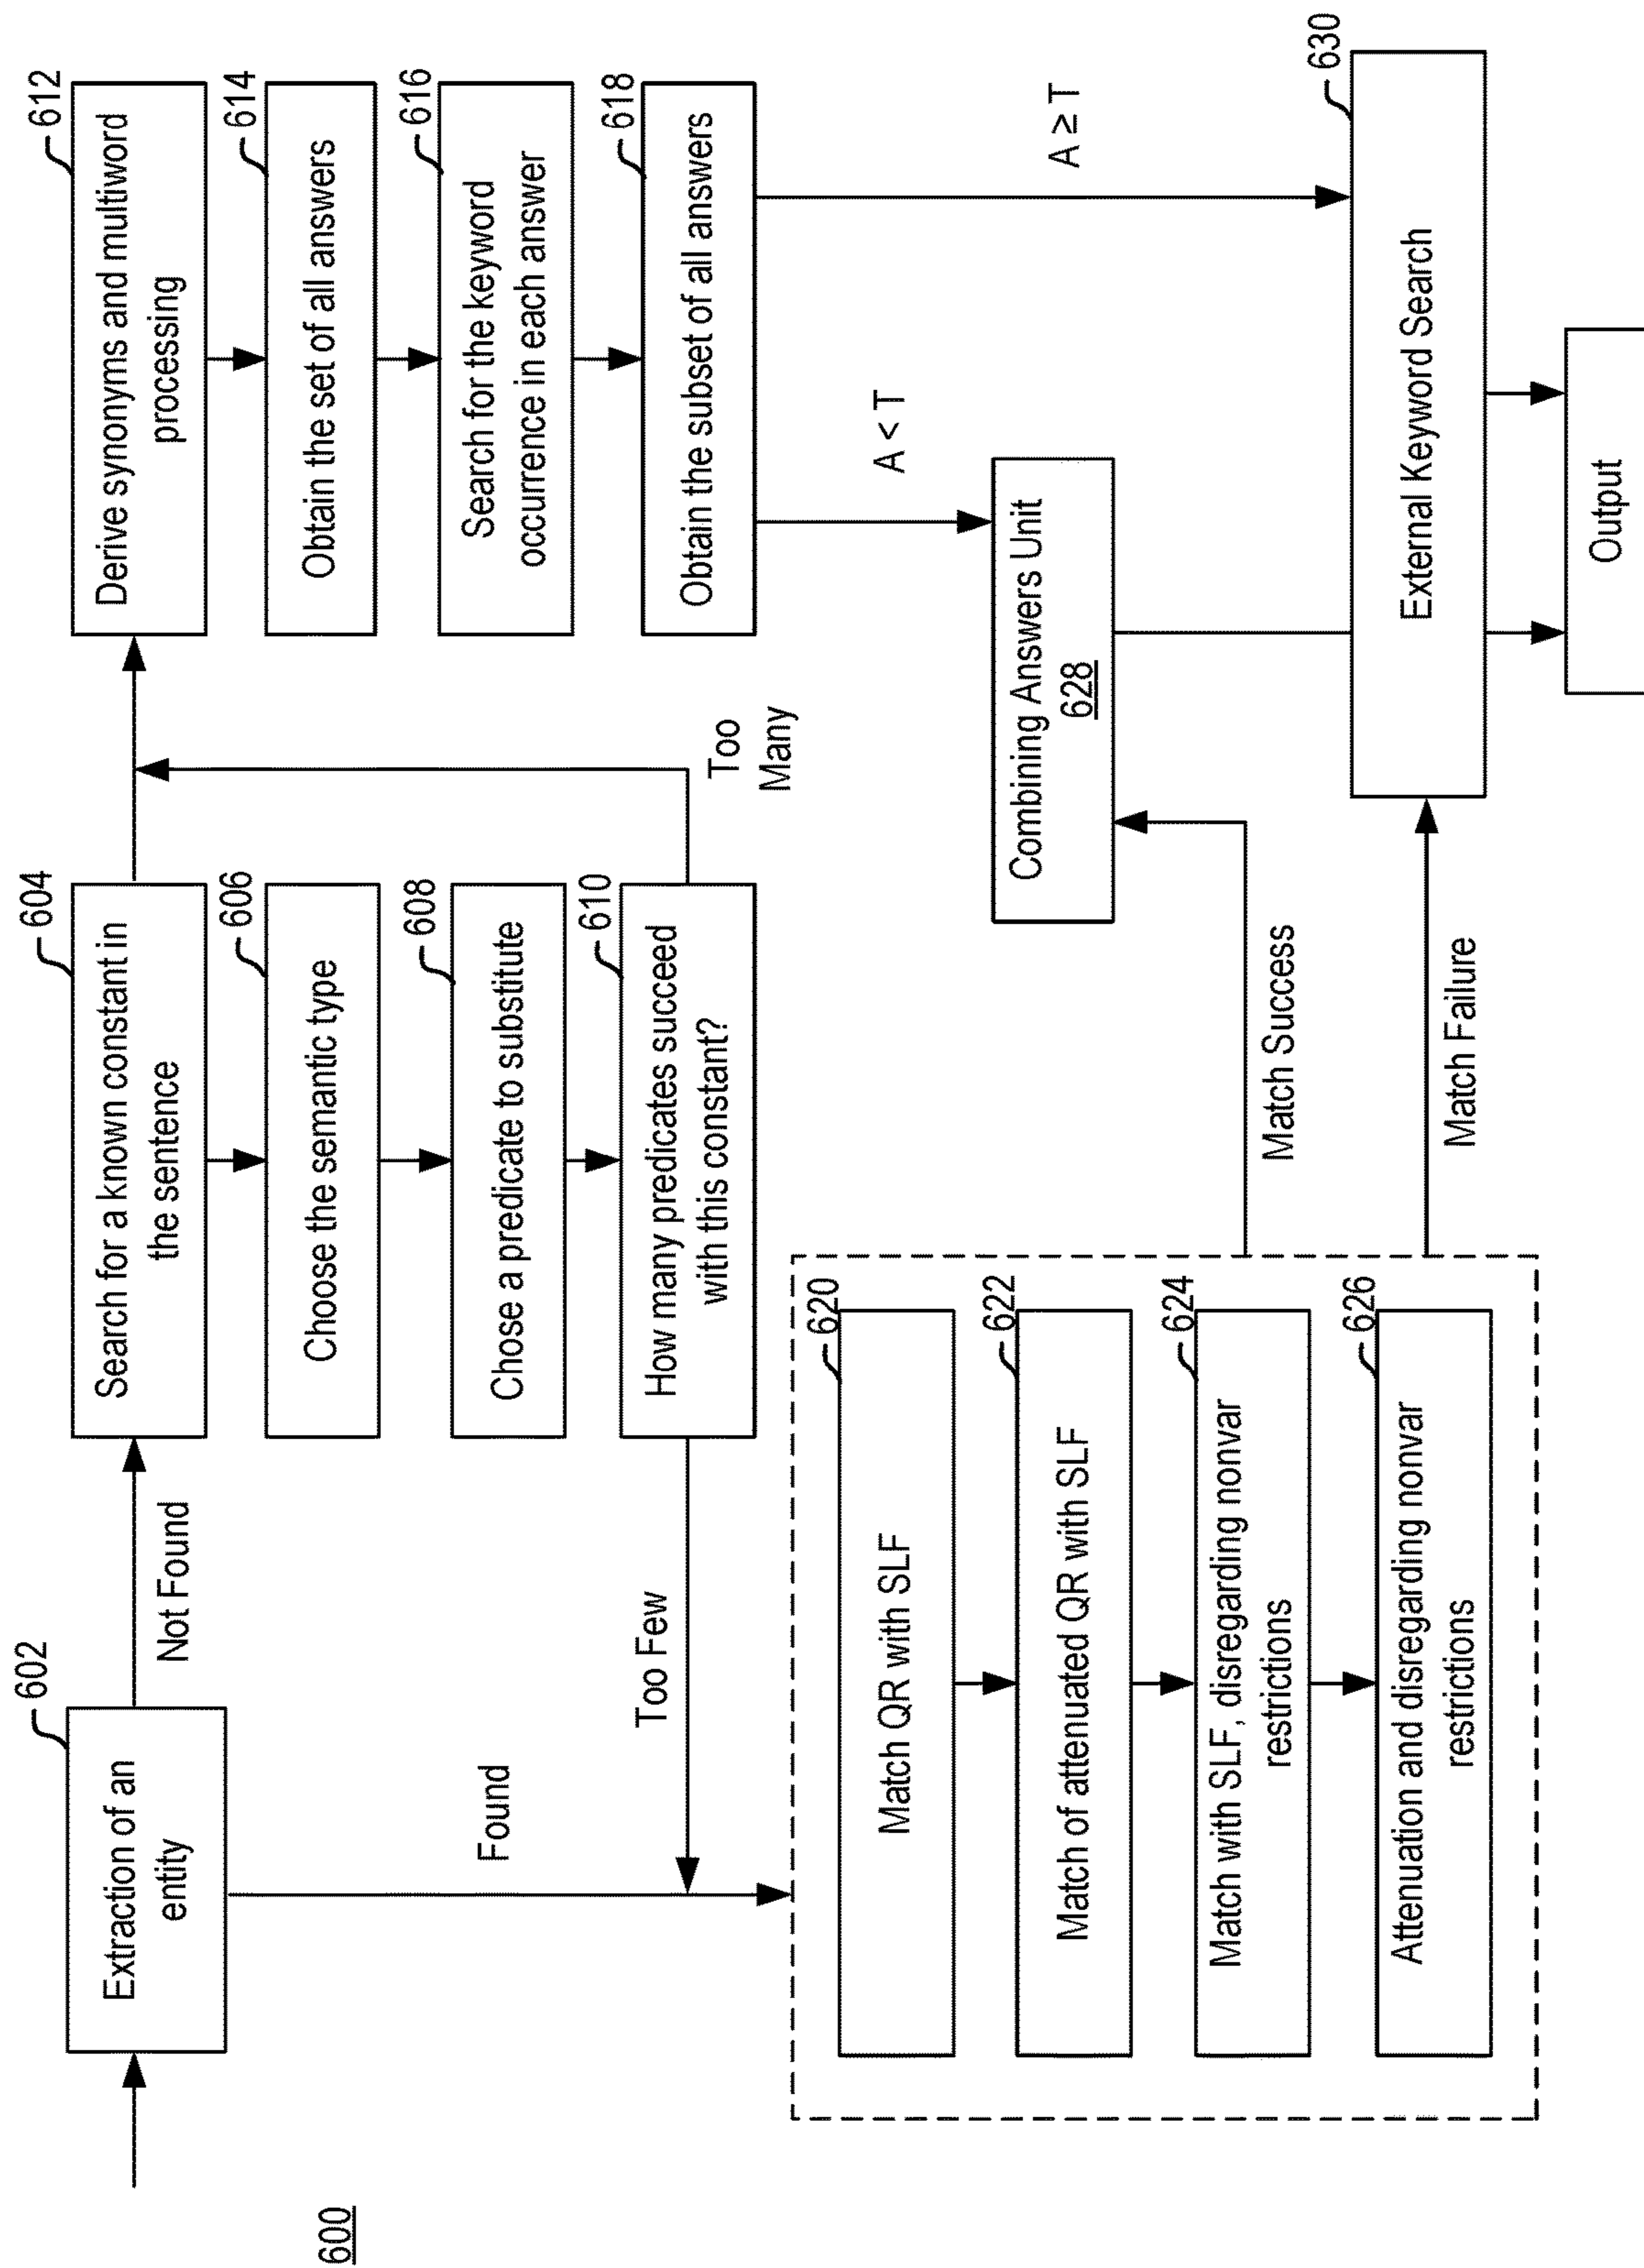 600
602
Extraction of an
entity
Not Found
Found
604
Search for a known constant in
the sentence
606
Choose the semantic type
608
Chose a predicate to substitute
610
How many predicates succeed
with this constant?
Too Few
Too
Many
612
Derive synonyms and multiword
processing
614
Obtain the set of all answers
616
Search for the keyword
occurrence in each answer
618
Obtain the subset of all answers
A < T
A ≥ T
620
Match QR with SLF
622
Match of attenuated QR with SLF
624
Match with SLF, disregarding nonvar
restrictions
626
Attenuation and disregarding nonvar
restrictions
Match Success
Match Failure
Combining Answers Unit
628
630
External Keyword Search
Output